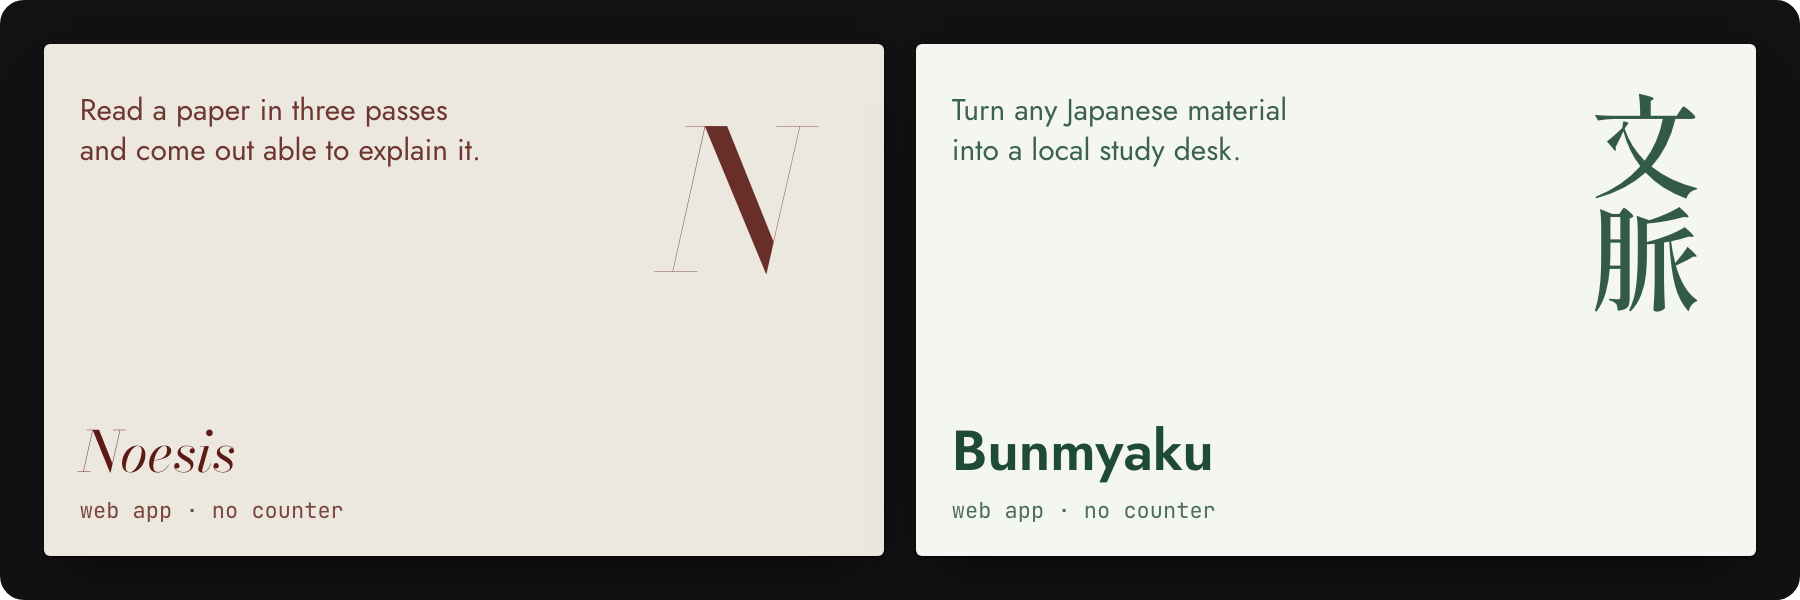 Read a paper in three passes
and come out able to explain it.
N
Noesis
web app · no counter
Turn any Japanese material
into a local study desk.
文
脈
Bunmyaku
web app · no counter